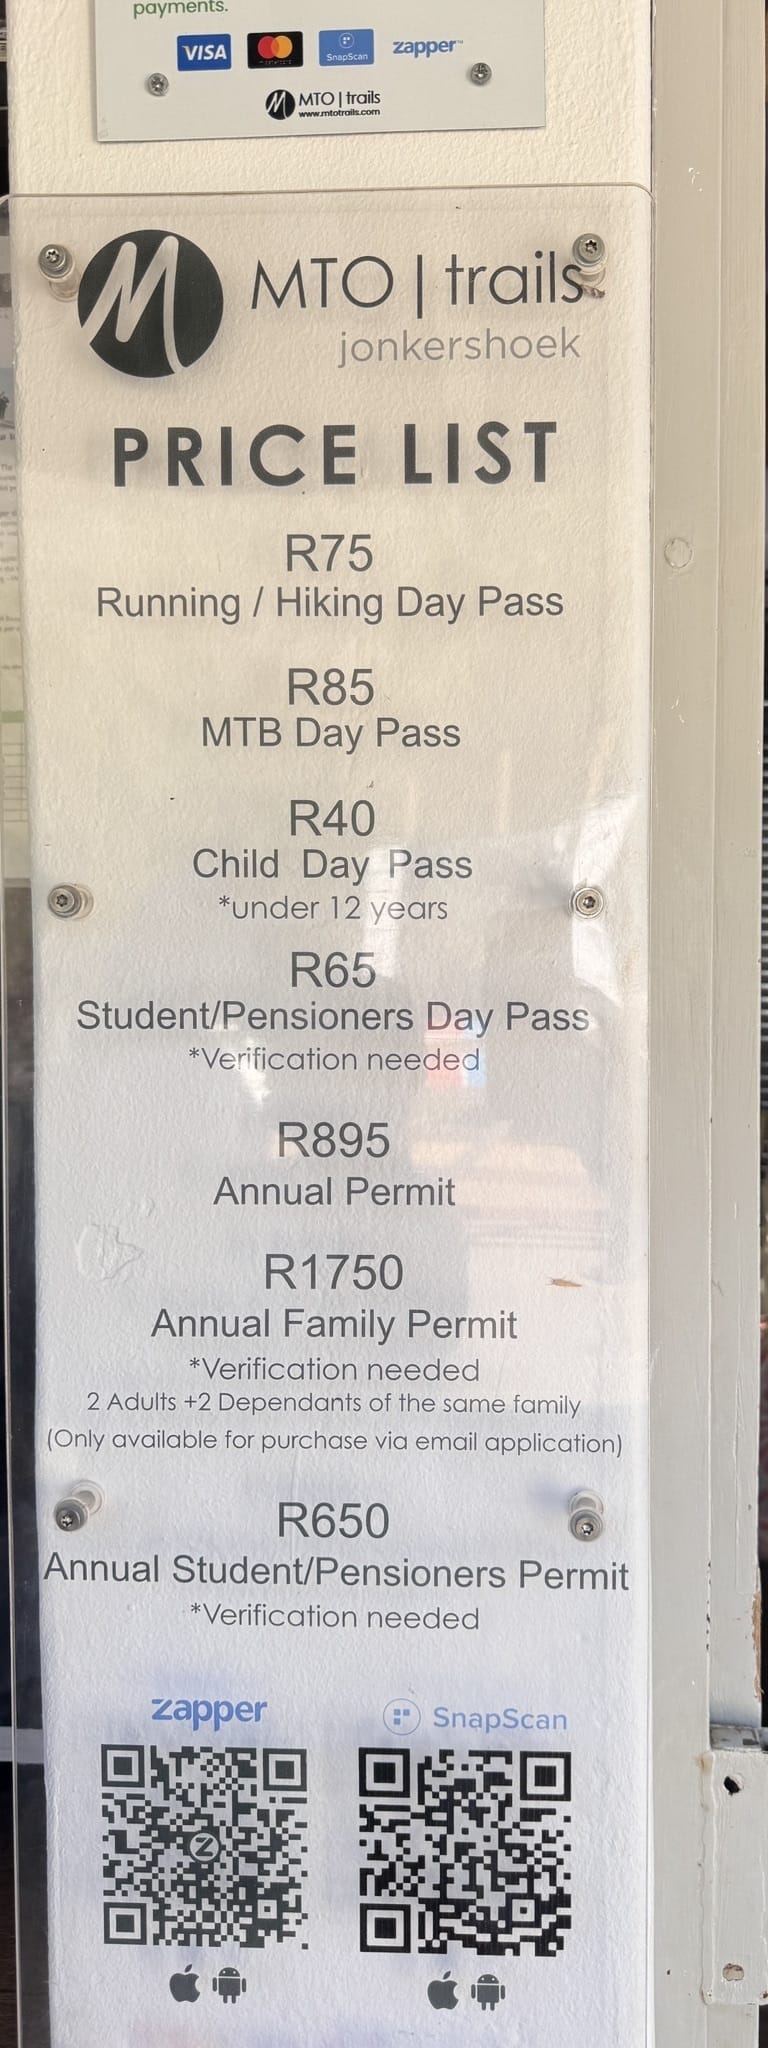 payments.
VISA
SnapScan
zapper™
MTO | trails
www.mtotrails.com
MTO | trails
jonkershoek
PRICE LIST
R75
Running / Hiking Day Pass
R85
MTB Day Pass
R40
Child Day Pass
*under 12 years
R65
Student/Pensioners Day Pass
*Verification needed
R895
Annual Permit
R1750
Annual Family Permit
*Verification needed
2 Adults +2 Dependants of the same family
(Only available for purchase via email application)
R650
Annual Student/Pensioners Permit
*Verification needed
zapper
SnapScan